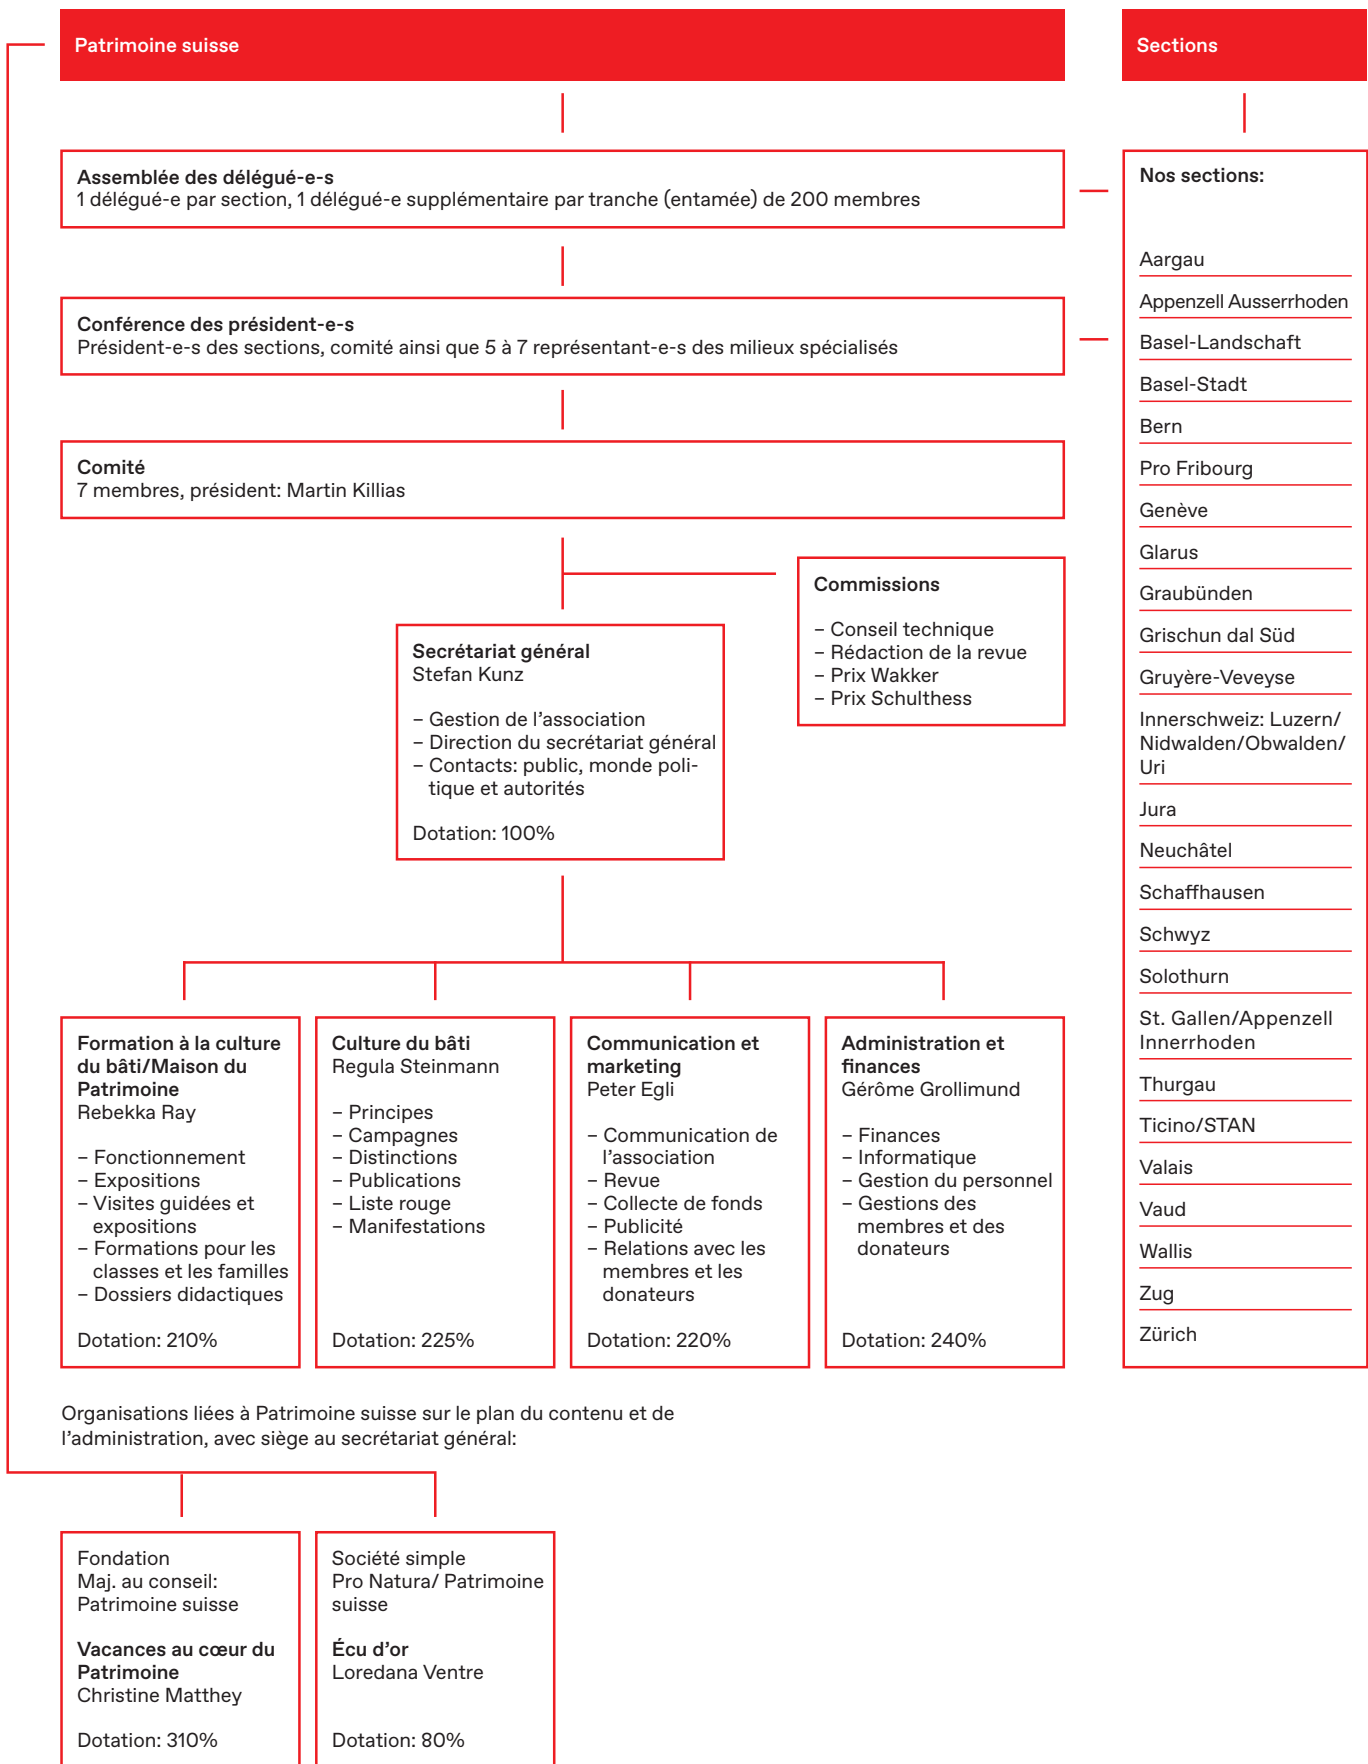 Patrimoine suisse
Assemblée des délégué-e-s
1 délégué-e par section, 1 délégué-e supplémentaire par tranche (entamée) de 200 membres
Conférence des président-e-s
Président-e-s des sections, comité ainsi que 5 à 7 représentant-e-s des milieux spécialisés
Comité
7 membres, président: Martin Killias
Commissions
– Conseil technique
– Rédaction de la revue
– Prix Wakker
– Prix Schulthess
Secrétariat général
Stefan Kunz
– Gestion de l’association
– Direction du secrétariat général
– Contacts: public, monde poli-
tique et autorités
Dotation: 100%
Formation à la culture
du bâti/Maison du
Patrimoine
Rebekka Ray
– Fonctionnement
– Expositions
– Visites guidées et
expositions
– Formations pour les
classes et les familles
– Dossiers didactiques
Dotation: 210%
Culture du bâti
Regula Steinmann
– Principes
– Campagnes
– Distinctions
– Publications
– Liste rouge
– Manifestations
Dotation: 225%
Communication et
marketing
Peter Egli
– Communication de
l’association
– Revue
– Collecte de fonds
– Publicité
– Relations avec les
membres et les
donateurs
Dotation: 220%
Administration et
finances
Gérôme Grollimund
– Finances
– Informatique
– Gestion du personnel
– Gestions des
membres et des
donateurs
Dotation: 240%
Organisations liées à Patrimoine suisse sur le plan du contenu et de
l’administration, avec siège au secrétariat général:
Fondation
Maj. au conseil:
Patrimoine suisse
Vacances au cœur du
Patrimoine
Christine Matthey
Dotation: 310%
Société simple
Pro Natura/ Patrimoine
suisse
Écu d’or
Loredana Ventre
Dotation: 80%
Sections
Nos sections:
Aargau
Appenzell Ausserrhoden
Basel-Landschaft
Basel-Stadt
Bern
Pro Fribourg
Genève
Glarus
Graubünden
Grischun dal Süd
Gruyère-Veveyse
Innerschweiz: Luzern/
Nidwalden/Obwalden/
Uri
Jura
Neuchâtel
Schaffhausen
Schwyz
Solothurn
St. Gallen/Appenzell
Innerrhoden
Thurgau
Ticino/STAN
Valais
Vaud
Wallis
Zug
Zürich